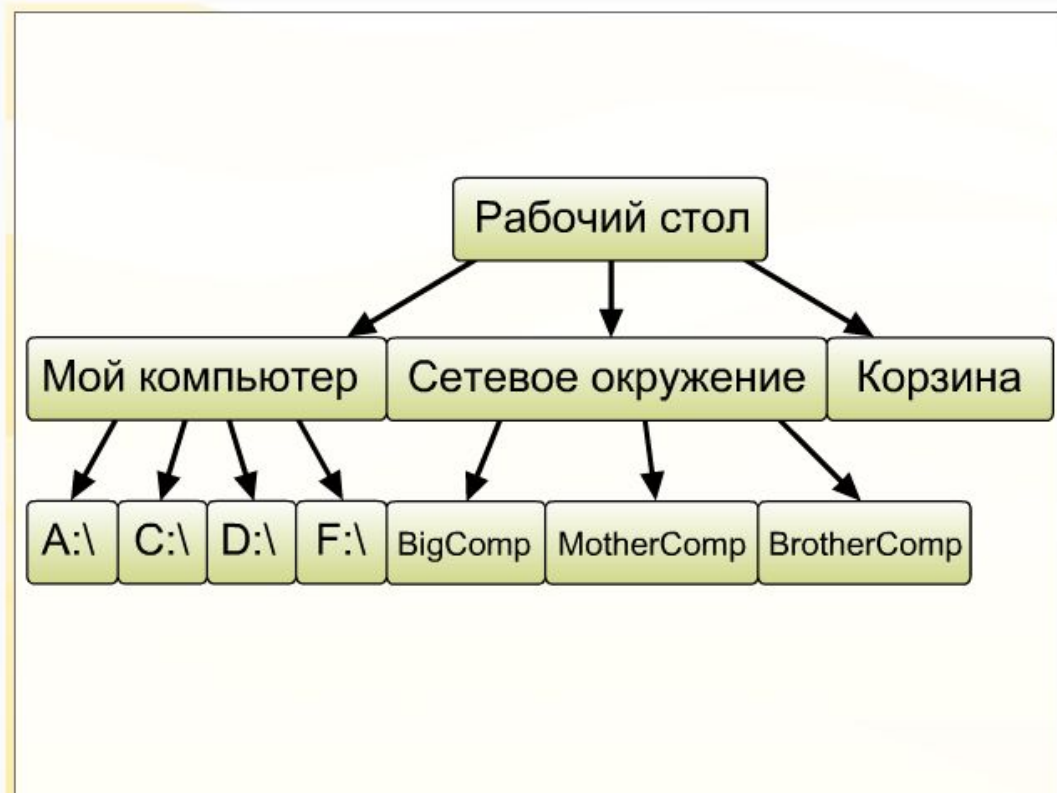 Рабочий стол
Мой компьютер Сетевое окружение Корзина
A:\ C:\ D:\ F:\ BigComp MotherComp BrotherComp